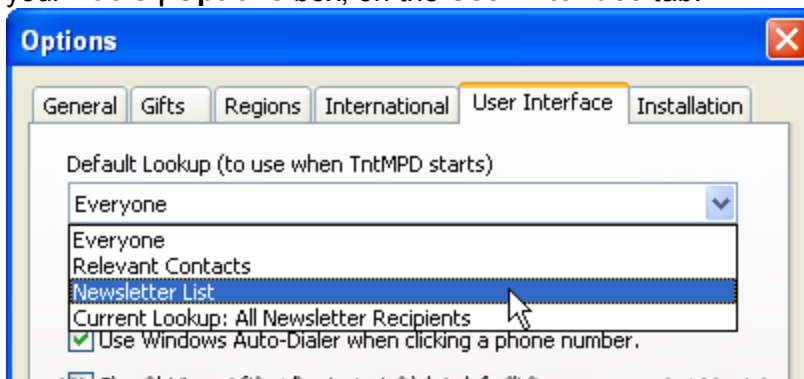 Options
General Gifts Regions International User Interface Installation
Default Lookup (to use when TntMPD starts)
Everyone
Everyone
Relevant Contacts
Newsletter List
Current Lookup: All Newsletter Recipients
Use Windows Auto-Dialer when clicking a phone number.